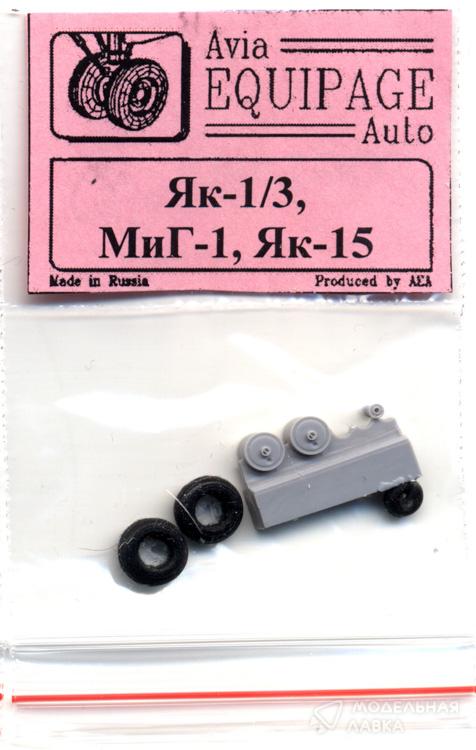 Avia
EQUIPAGE
Auto
Як-1/3,
МиГ-1, Як-15
Made in Russia
Produced by AEA
МОДЕЛЬНАЯ
ЛАВКА